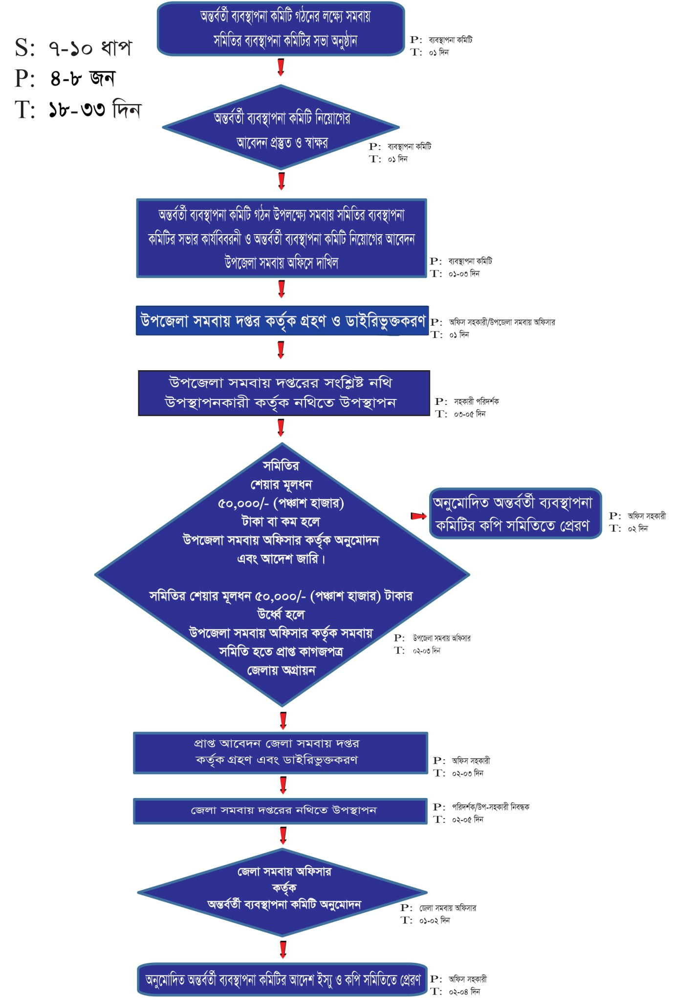 অন্তর্বর্তী ব্যবস্থাপনা কমিটি গঠনের লক্ষ্যে সমবায়
সমিতির ব্যবস্থাপনা কমিটির সভা অনুষ্ঠান
P: ব্যবস্থাপনা কমিটি
T: ০১ দিন
S: ৭-১০ ধাপ
P: ৪-৮ জন
T: ১৮-৩৩ দিন
অন্তর্বর্তী ব্যবস্থাপনা কমিটি নিয়োগের
আবেদন প্রস্তুত ও স্বাক্ষর
P: ব্যবস্থাপনা কমিটি
T: ০১ দিন
অন্তর্বর্তী ব্যবস্থাপনা কমিটি গঠন উপলক্ষ্যে সমবায় সমিতির ব্যবস্থাপনা
কমিটির সভার কার্যবিবরনী ও অন্তর্বর্তী ব্যবস্থাপনা কমিটি নিয়োগের আবেদন
উপজেলা সমবায় অফিসে দাখিল
P: ব্যবস্থাপনা কমিটি
T: ০১-০৩ দিন
উপজেলা সমবায় দপ্তর কর্তৃক গ্রহণ ও ডাইরিভুক্তকরণ
P: অফিস সহকারী/উপজেলা সমবায় অফিসার
T: ০১ দিন
উপজেলা সমবায় দপ্তরের সংশ্লিষ্ট নথি
উপস্থাপনকারী কর্তৃক নথিতে উপস্থাপন
P: সহকারী পরিদর্শক
T: ০৩-০৫ দিন
সমিতির
শেয়ার মূলধন
৫০,০০০/- (পঞ্চাশ হাজার)
টাকা বা কম হলে
উপজেলা সমবায় অফিসার কর্তৃক অনুমোদন
এবং আদেশ জারি।
অনুমোদিত অন্তর্বর্তী ব্যবস্থাপনা
কমিটির কপি সমিতিতে প্রেরণ
P: অফিস সহকারী
T: ০২ দিন
সমিতির শেয়ার মূলধন ৫০,০০০/- (পঞ্চাশ হাজার) টাকার
উর্ধ্বে হলে
উপজেলা সমবায় অফিসার কর্তৃক সমবায়
সমিতি হতে প্রাপ্ত কাগজপত্র
জেলায় অগ্রায়ন
P: উপজেলা সমবায় অফিসার
T: ০২-০৩ দিন
প্রাপ্ত আবেদন জেলা সমবায় দপ্তর
কর্তৃক গ্রহণ এবং ডাইরিভুক্তকরণ
P: অফিস সহকারী
T: ০২-০৩ দিন
জেলা সমবায় দপ্তরের নথিতে উপস্থাপন
P: পরিদর্শক/উপ-সহকারী নিবন্ধক
T: ০২-০৫ দিন
জেলা সমবায় অফিসার
কর্তৃক
অন্তর্বর্তী ব্যবস্থাপনা কমিটি অনুমোদন
P: জেলা সমবায় অফিসার
T: ০১-০২ দিন
অনুমোদিত অন্তর্বর্তী ব্যবস্থাপনা কমিটির আদেশ ইস্যু ও কপি সমিতিতে প্রেরণ
P: অফিস সহকারী
T: ০২-০৪ দিন